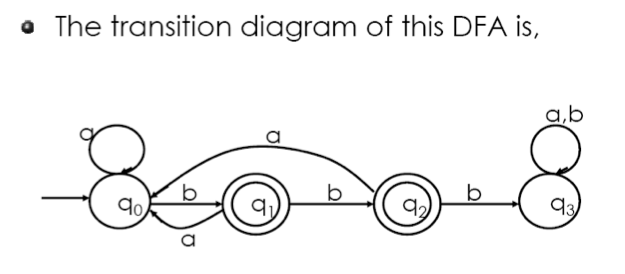 The transition diagram of this DFA is,
a a a,b
q0 b q1 b q2 b q3
a